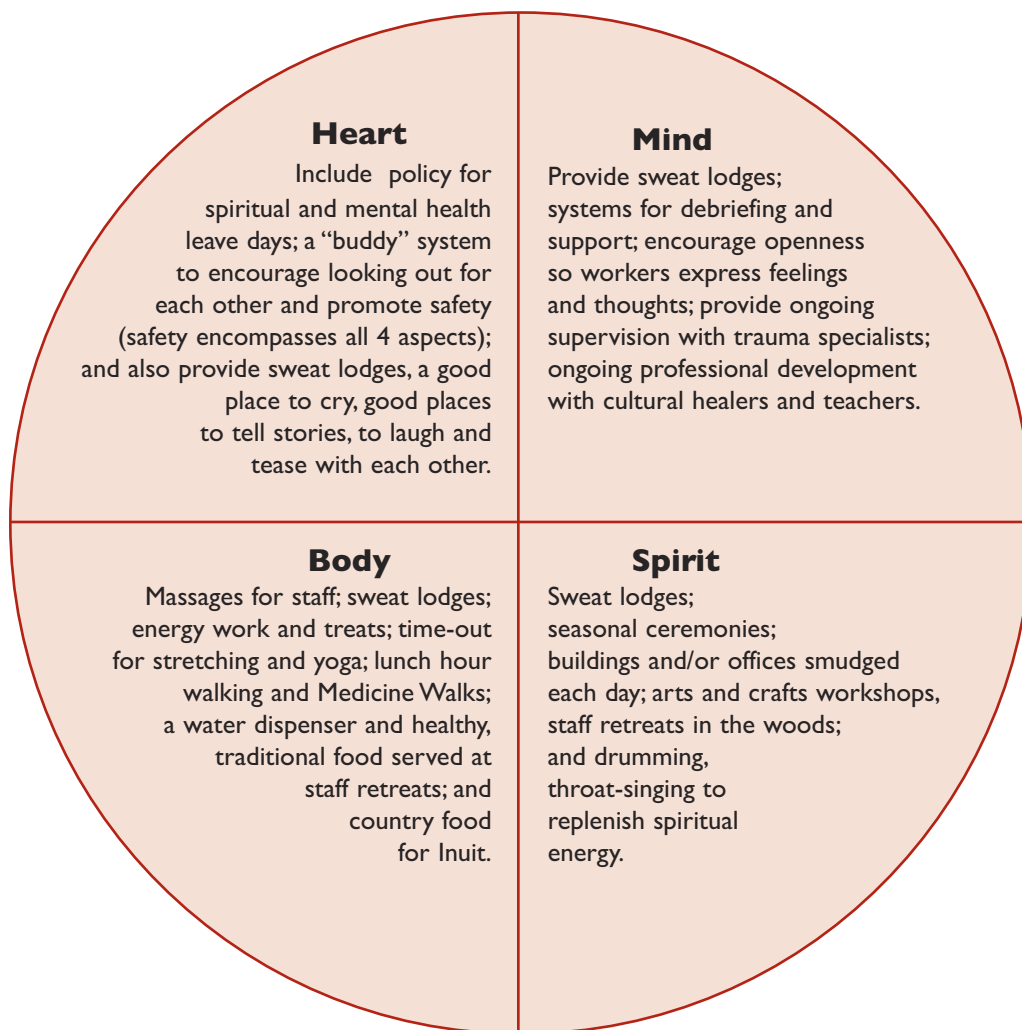 Heart
Include policy for
spiritual and mental health
leave days; a “buddy” system
to encourage looking out for
each other and promote safety
(safety encompasses all 4 aspects);
and also provide sweat lodges, a good
place to cry, good places
to tell stories, to laugh and
tease with each other.
Mind
Provide sweat lodges;
systems for debriefing and
support; encourage openness
so workers express feelings
and thoughts; provide ongoing
supervision with trauma specialists;
ongoing professional development
with cultural healers and teachers.
Body
Massages for staff; sweat lodges;
energy work and treats; time-out
for stretching and yoga; lunch hour
walking and Medicine Walks;
a water dispenser and healthy,
traditional food served at
staff retreats; and
country food
for Inuit.
Spirit
Sweat lodges;
seasonal ceremonies;
buildings and/or offices smudged
each day; arts and crafts workshops,
staff retreats in the woods;
and drumming,
throat-singing to
replenish spiritual
energy.